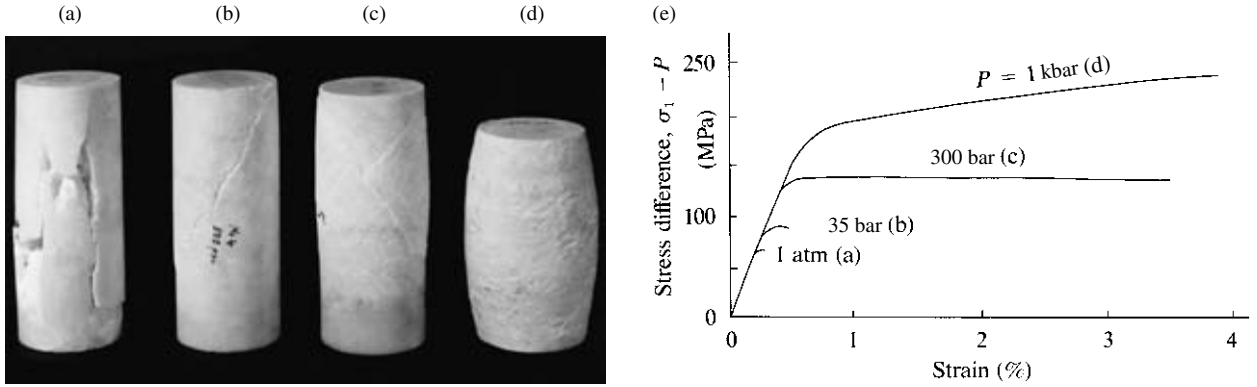 (a)
(b)
(c)
(d)
(e)
Stress difference, σ₁ − P
(MPa)
250
100
0
P = 1 kbar (d)
300 bar (c)
35 bar (b)
1 atm (a)
0 1 2 3 4
Strain (%)